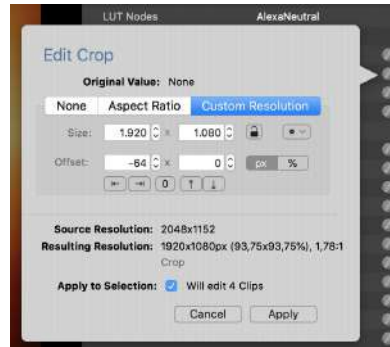 LUT Nodes AlexaNeutral
Edit Crop
Original Value: None
None Aspect Ratio Custom Resolution
Size: 1.920 x 1.080
Offset: -64 x 0 px %
0
Source Resolution: 2048x1152
Resulting Resolution: 1920x1080px (93,75x93,75%), 1,78:1
Crop
Apply to Selection: Will edit 4 Clips
Cancel Apply